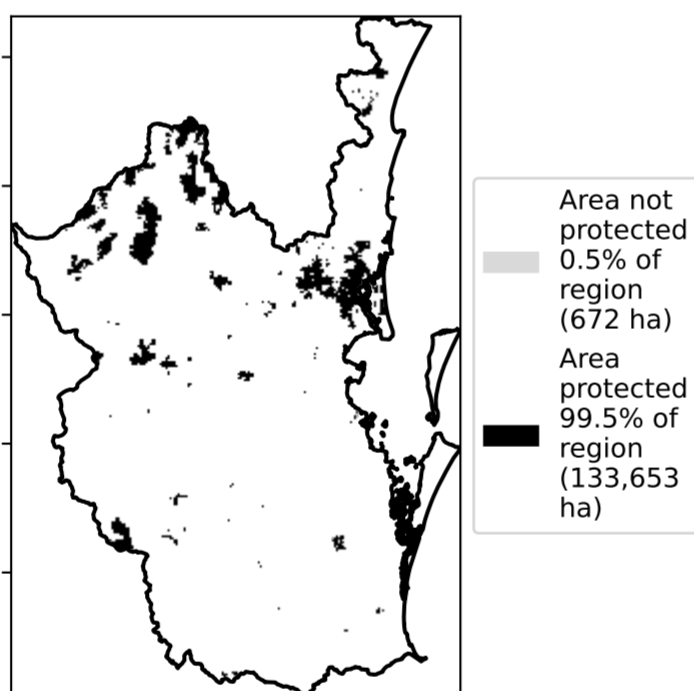 Area not
protected
0.5% of
region
(672 ha)
Area
protected
99.5% of
region
(133,653
ha)